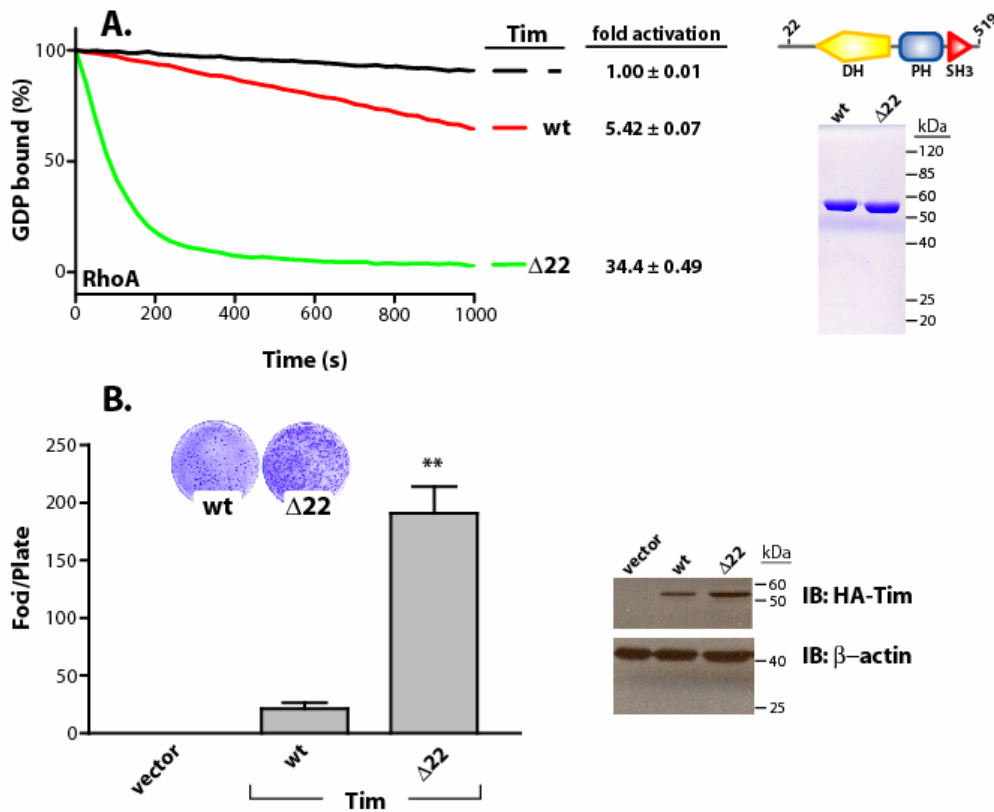 A.
GDP bound (%)
100
50
0
RhoA
0 200 400 600 800 1000
Time (s)
Tim fold activation
- 1.00 ± 0.01
wt 5.42 ± 0.07
Δ22 34.4 ± 0.49
22 519
DH PH SH3
wt Δ22 kDa
120
85
60
50
40
25
20
B.
Foci/Plate
250
200
150
100
50
0
wt Δ22
**
vector wt Δ22
Tim
vector wt Δ22 kDa
60
50
IB: HA-Tim
40
IB: β-actin
25